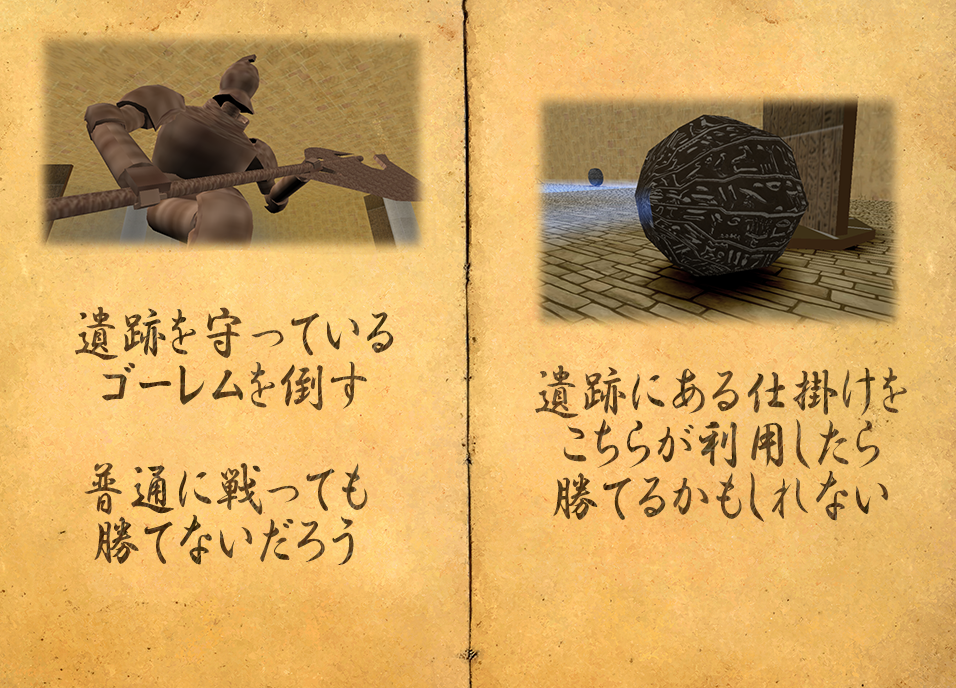 遺跡を守っている
ゴーレムを倒す
普通に戦っても
勝てないだろう
遺跡にある仕掛けを
こちらが利用したら
勝てるかもしれない